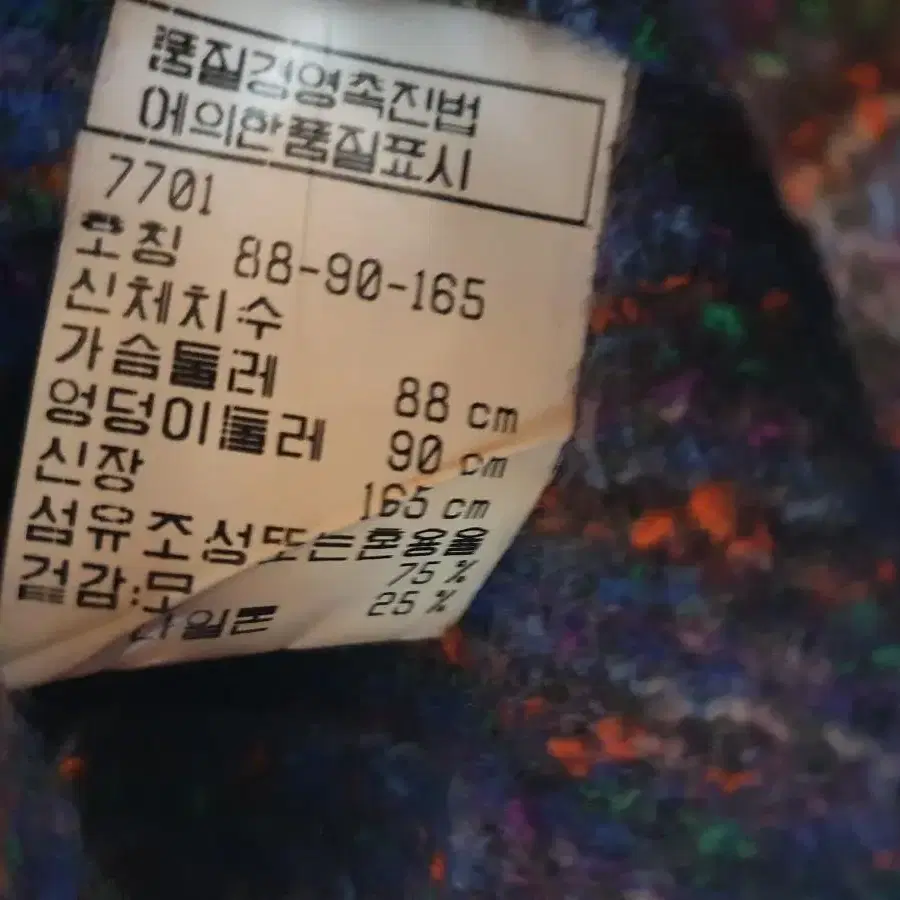 품질경영촉진법
에의한품질표시
7701
호칭 88-90-165
신체치수
가슴둘레 88 cm
엉덩이둘레 90 cm
신장 165 cm
섬유조성또는혼용율
겉감:모 75 %
나일론 25 %